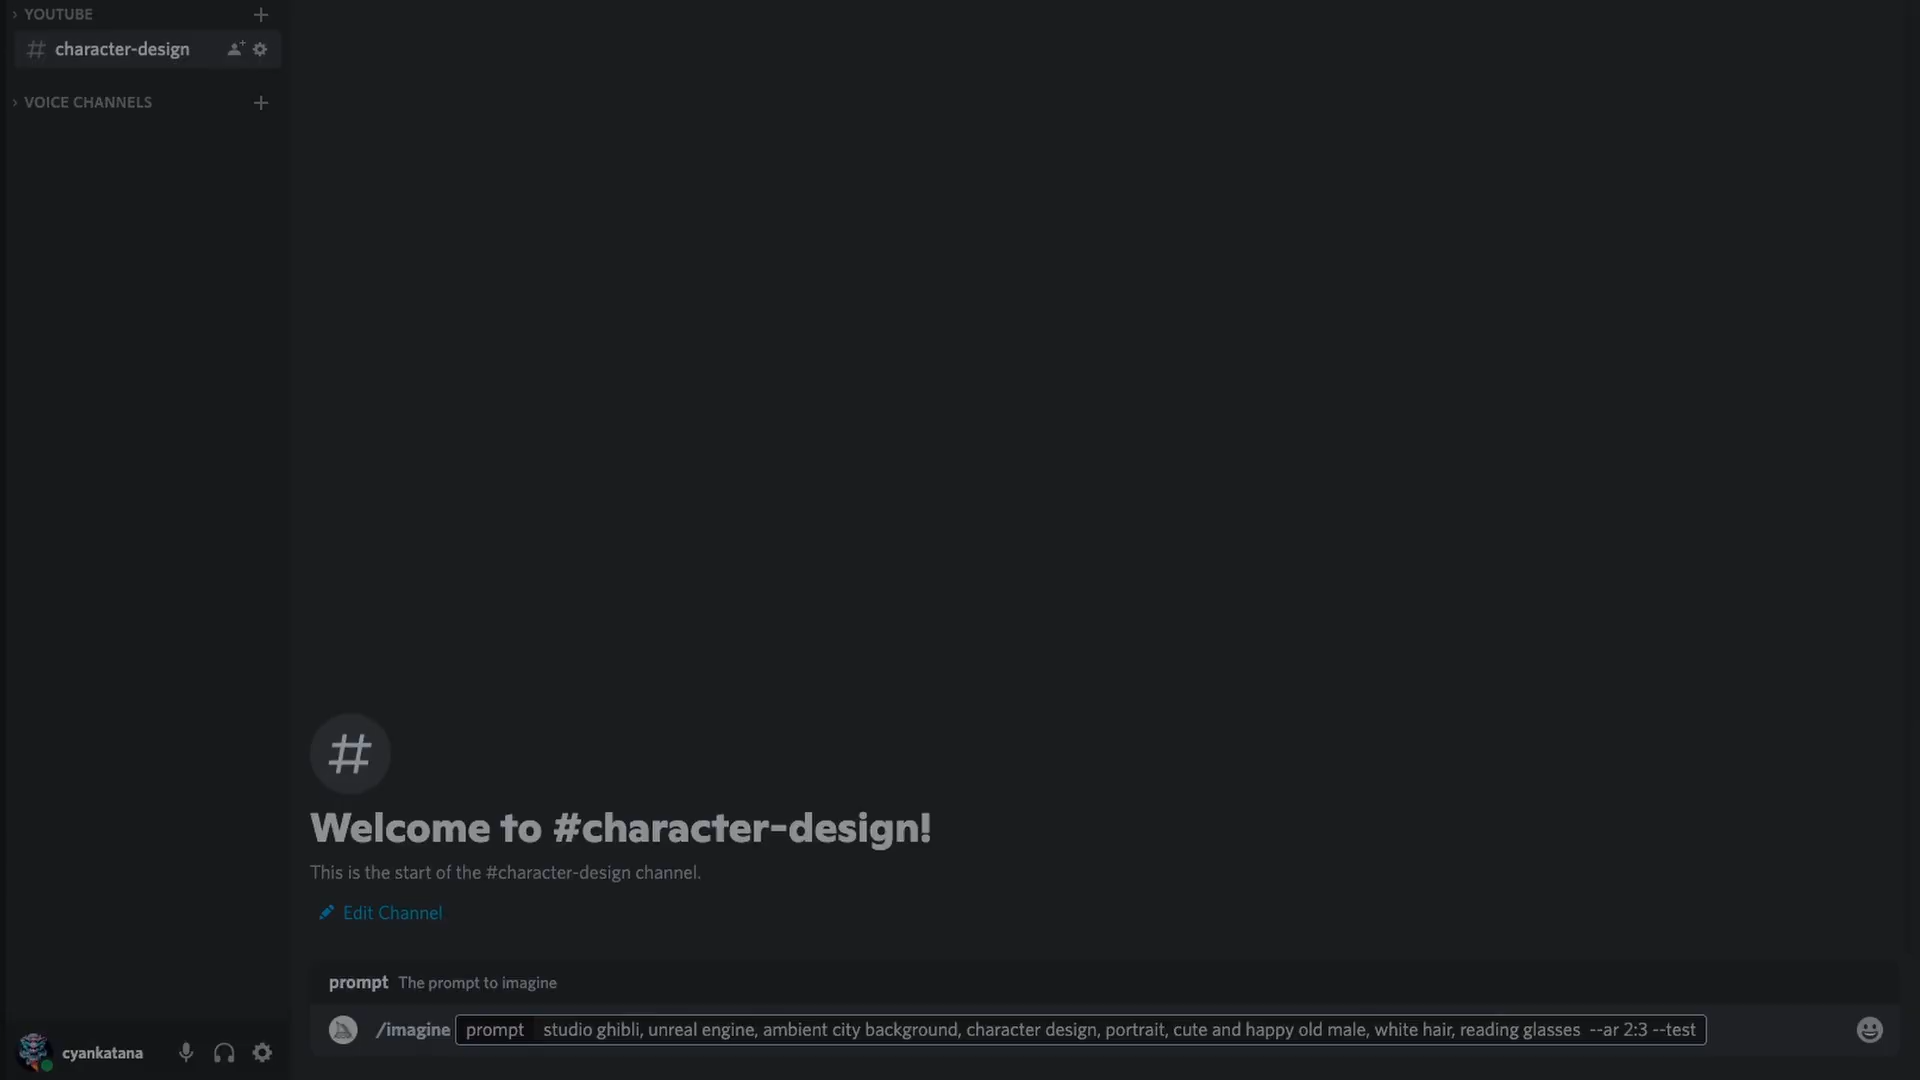 YOUTUBE
character-design
VOICE CHANNELS
Welcome to #character-design!
This is the start of the #character-design channel.
Edit Channel
prompt The prompt to imagine
/imagine prompt studio ghibli, unreal engine, ambient city background, character design, portrait, cute and happy old male, white hair, reading glasses --ar 2:3 --test
cyankatana